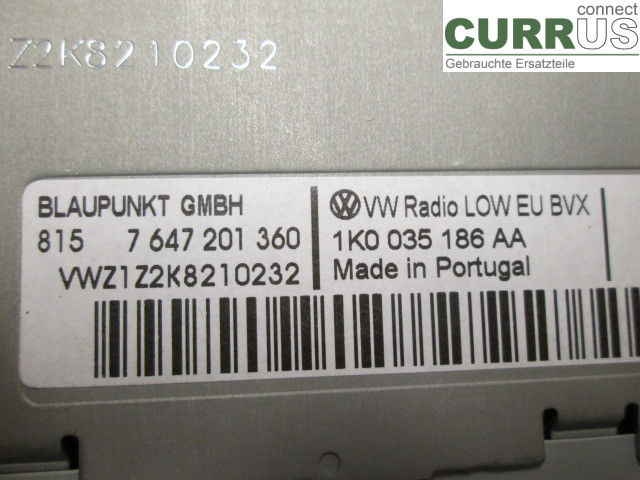 connect
CURRUS
Gebrauchte Ersatzteile
Z2K8210232
BLAUPUNKT GMBH
815 7 647 201 360
VWZ1Z2K8210232
VW Radio LOW EU BVX
1K0 035 186 AA
Made in Portugal